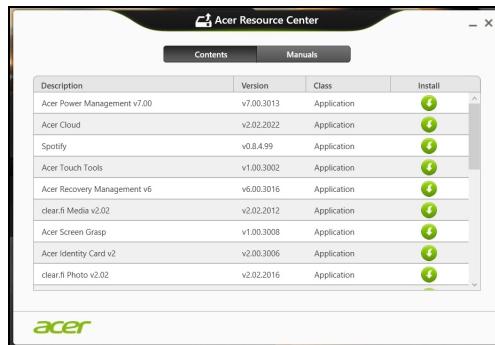 Acer Resource Center
Contents Manuals
Description Version Class Install
Acer Power Management v7.00 v7.00.3013 Application
Acer Cloud v2.02.2022 Application
Spotify v0.8.4.99 Application
Acer Touch Tools v1.00.3002 Application
Acer Recovery Management v6 v6.00.3016 Application
clear.fi Media v2.02 v2.02.2012 Application
Acer Screen Grasp v1.00.3008 Application
Acer Identity Card v2 v2.00.3006 Application
clear.fi Photo v2.02 v2.02.2016 Application
acer